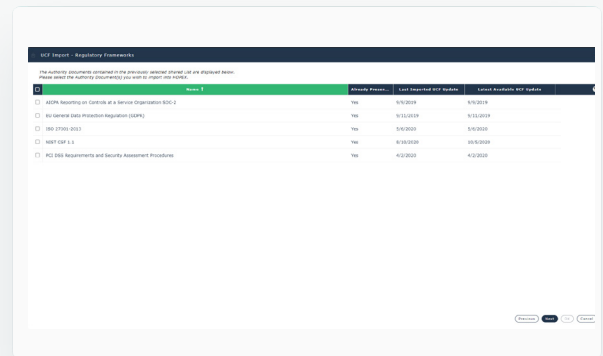 UCF Import - Regulatory Frameworks
The Authority Documents contained in the previously selected Shared List are displayed below.
Please select the Authority Document(s) you wish to import into HOPEX.
Name ↑ Already Presen... Last Imported UCF Update Latest Available UCF Update
AICPA Reporting on Controls at a Service Organization SOC-2 Yes 9/9/2019 9/9/2019
EU General Data Protection Regulation (GDPR) Yes 9/11/2019 9/11/2019
ISO 27001-2013 Yes 5/6/2020 5/6/2020
NIST CSF 1.1 Yes 8/10/2020
PCI DSS Requirements and Security Assessment Procedures Yes 4/2/2020 4/2/2020
Previous Next Cancel